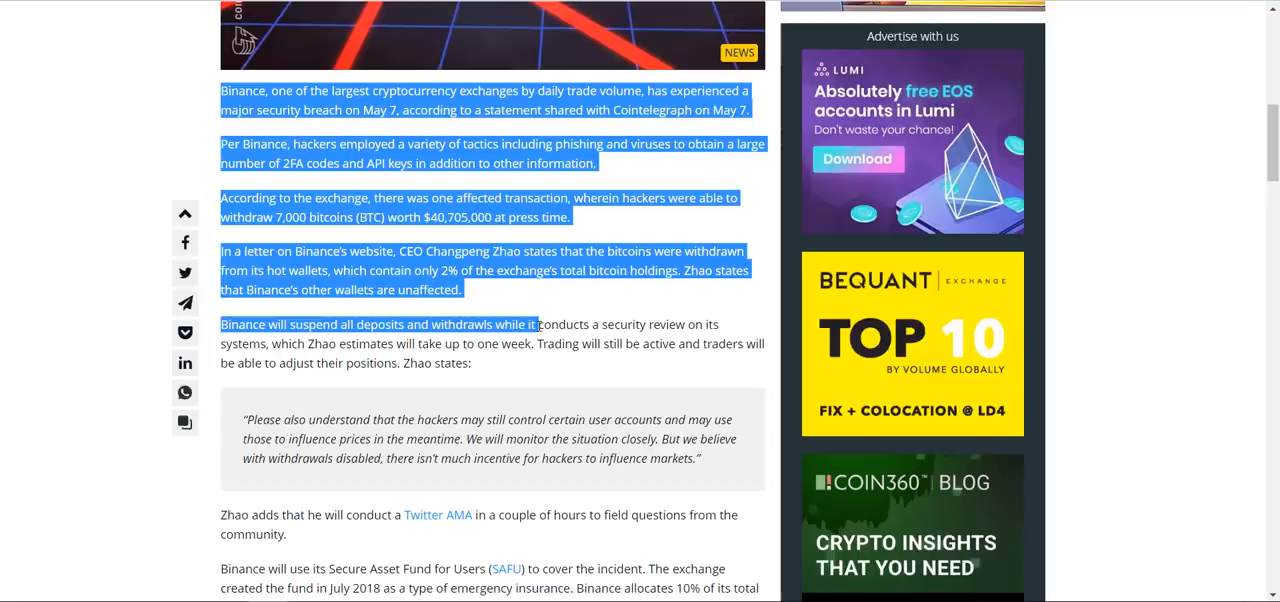 NEWS
Binance, one of the largest cryptocurrency exchanges by daily trade volume, has experienced a
major security breach on May 7, according to a statement shared with Cointelegraph on May 7.
Per Binance, hackers employed a variety of tactics including phishing and viruses to obtain a large
number of 2FA codes and API keys in addition to other information.
According to the exchange, there was one affected transaction, wherein hackers were able to
withdraw 7,000 bitcoins (BTC) worth $40,705,000 at press time.
In a letter on Binance’s website, CEO Changpeng Zhao states that the bitcoins were withdrawn
from its hot wallets, which contain only 2% of the exchange’s total bitcoin holdings. Zhao states
that Binance’s other wallets are unaffected.
Binance will suspend all deposits and withdrawls while it conducts a security review on its
systems, which Zhao estimates will take up to one week. Trading will still be active and traders will
be able to adjust their positions. Zhao states:
“Please also understand that the hackers may still control certain user accounts and may use
those to influence prices in the meantime. We will monitor the situation closely. But we believe
with withdrawals disabled, there isn’t much incentive for hackers to influence markets.”
Zhao adds that he will conduct a Twitter AMA in a couple of hours to field questions from the
community.
Binance will use its Secure Asset Fund for Users (SAFU) to cover the incident. The exchange
created the fund in July 2018 as a type of emergency insurance. Binance allocates 10% of its total
Advertise with us
LUMI
Absolutely free EOS
accounts in Lumi
Don't waste your chance!
Download
BEQUANT | EXCHANGE
TOP 10
BY VOLUME GLOBALLY
FIX + COLOCATION @ LD4
COIN360™ | BLOG
CRYPTO INSIGHTS
THAT YOU NEED